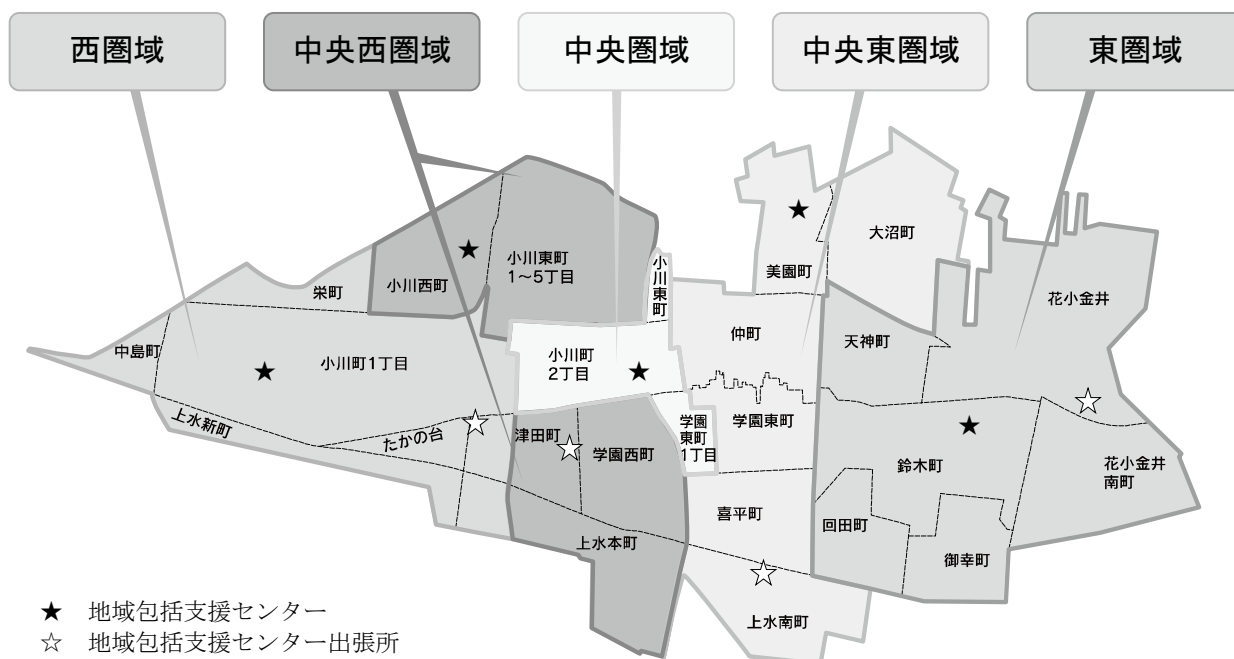 西圏域
中央西圏域
中央圏域
中央東圏域
東圏域
大沼町
美園町
小川東町
1～5丁目
小川西町
小川東町
花小金井
栄町
仲町
天神町
中島町
小川町1丁目
小川町
2丁目
上水新町
たかの台
津田町
学園西町
学園
東町
1丁目
学園東町
鈴木町
花小金井
南町
喜平町
回田町
上水本町
御幸町
上水南町
★ 地域包括支援センター
☆ 地域包括支援センター出張所